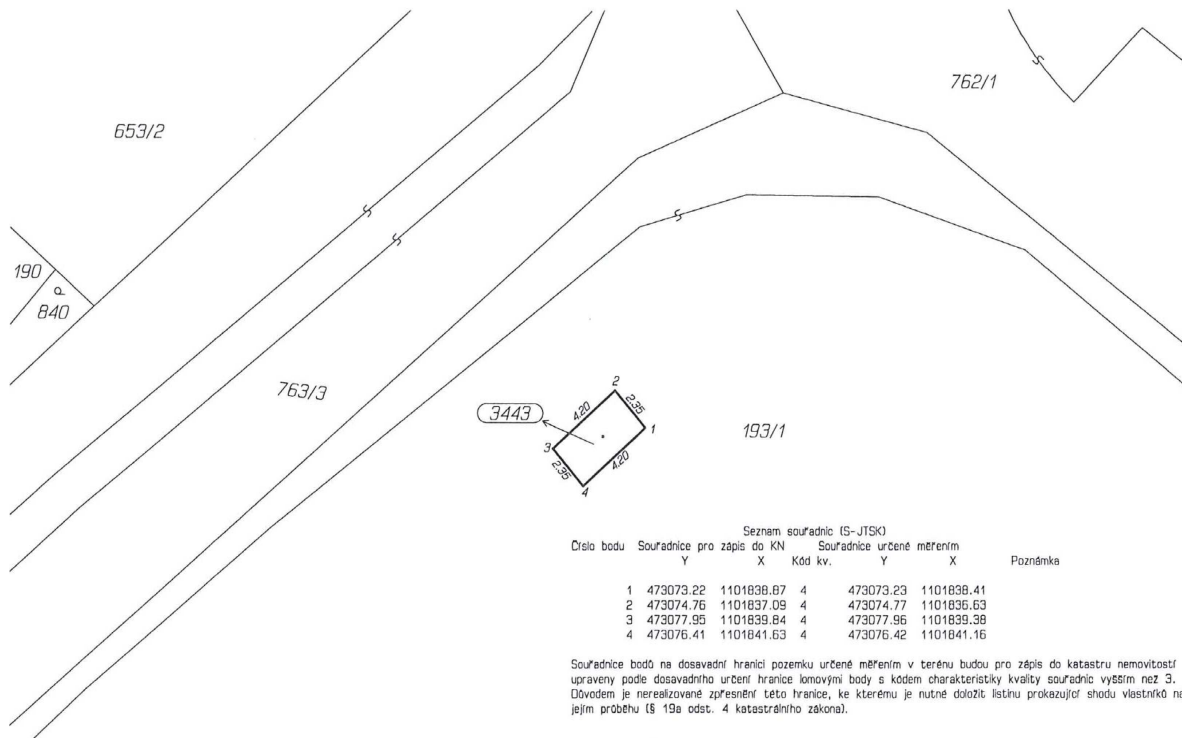 762/1
653/2
190
840
763/3
2
3443
4.20
2.35
1
193/1
3
2.35
4.20
4
Seznam souřadnic (S-JTSK)
Číslo bodu Souřadnice pro zápis do KN Souřadnice určené měřením
Y X Kód kv. Y X Poznámka
1 473073.22 1101838.87 4 473073.23 1101838.41
2 473074.76 1101837.09 4 473074.77 1101836.63
3 473077.95 1101839.84 4 473077.96 1101839.38
4 473076.41 1101841.63 4 473076.42 1101841.16
Souřadnice bodů na dosavadní hranici pozemku určené měřením v terénu budou pro zápis do katastru nemovitostí
upraveny podle dosavadního určení hranice lomovými body s kódem charakteristiky kvality souřadnic vyšším než 3.
Důvodem je nerealizované zpřesnění této hranice, ke kterému je nutné doložit listinu prokazující shodu vlastníků na
jejím průběhu (§ 19a odst. 4 katastrálního zákona).